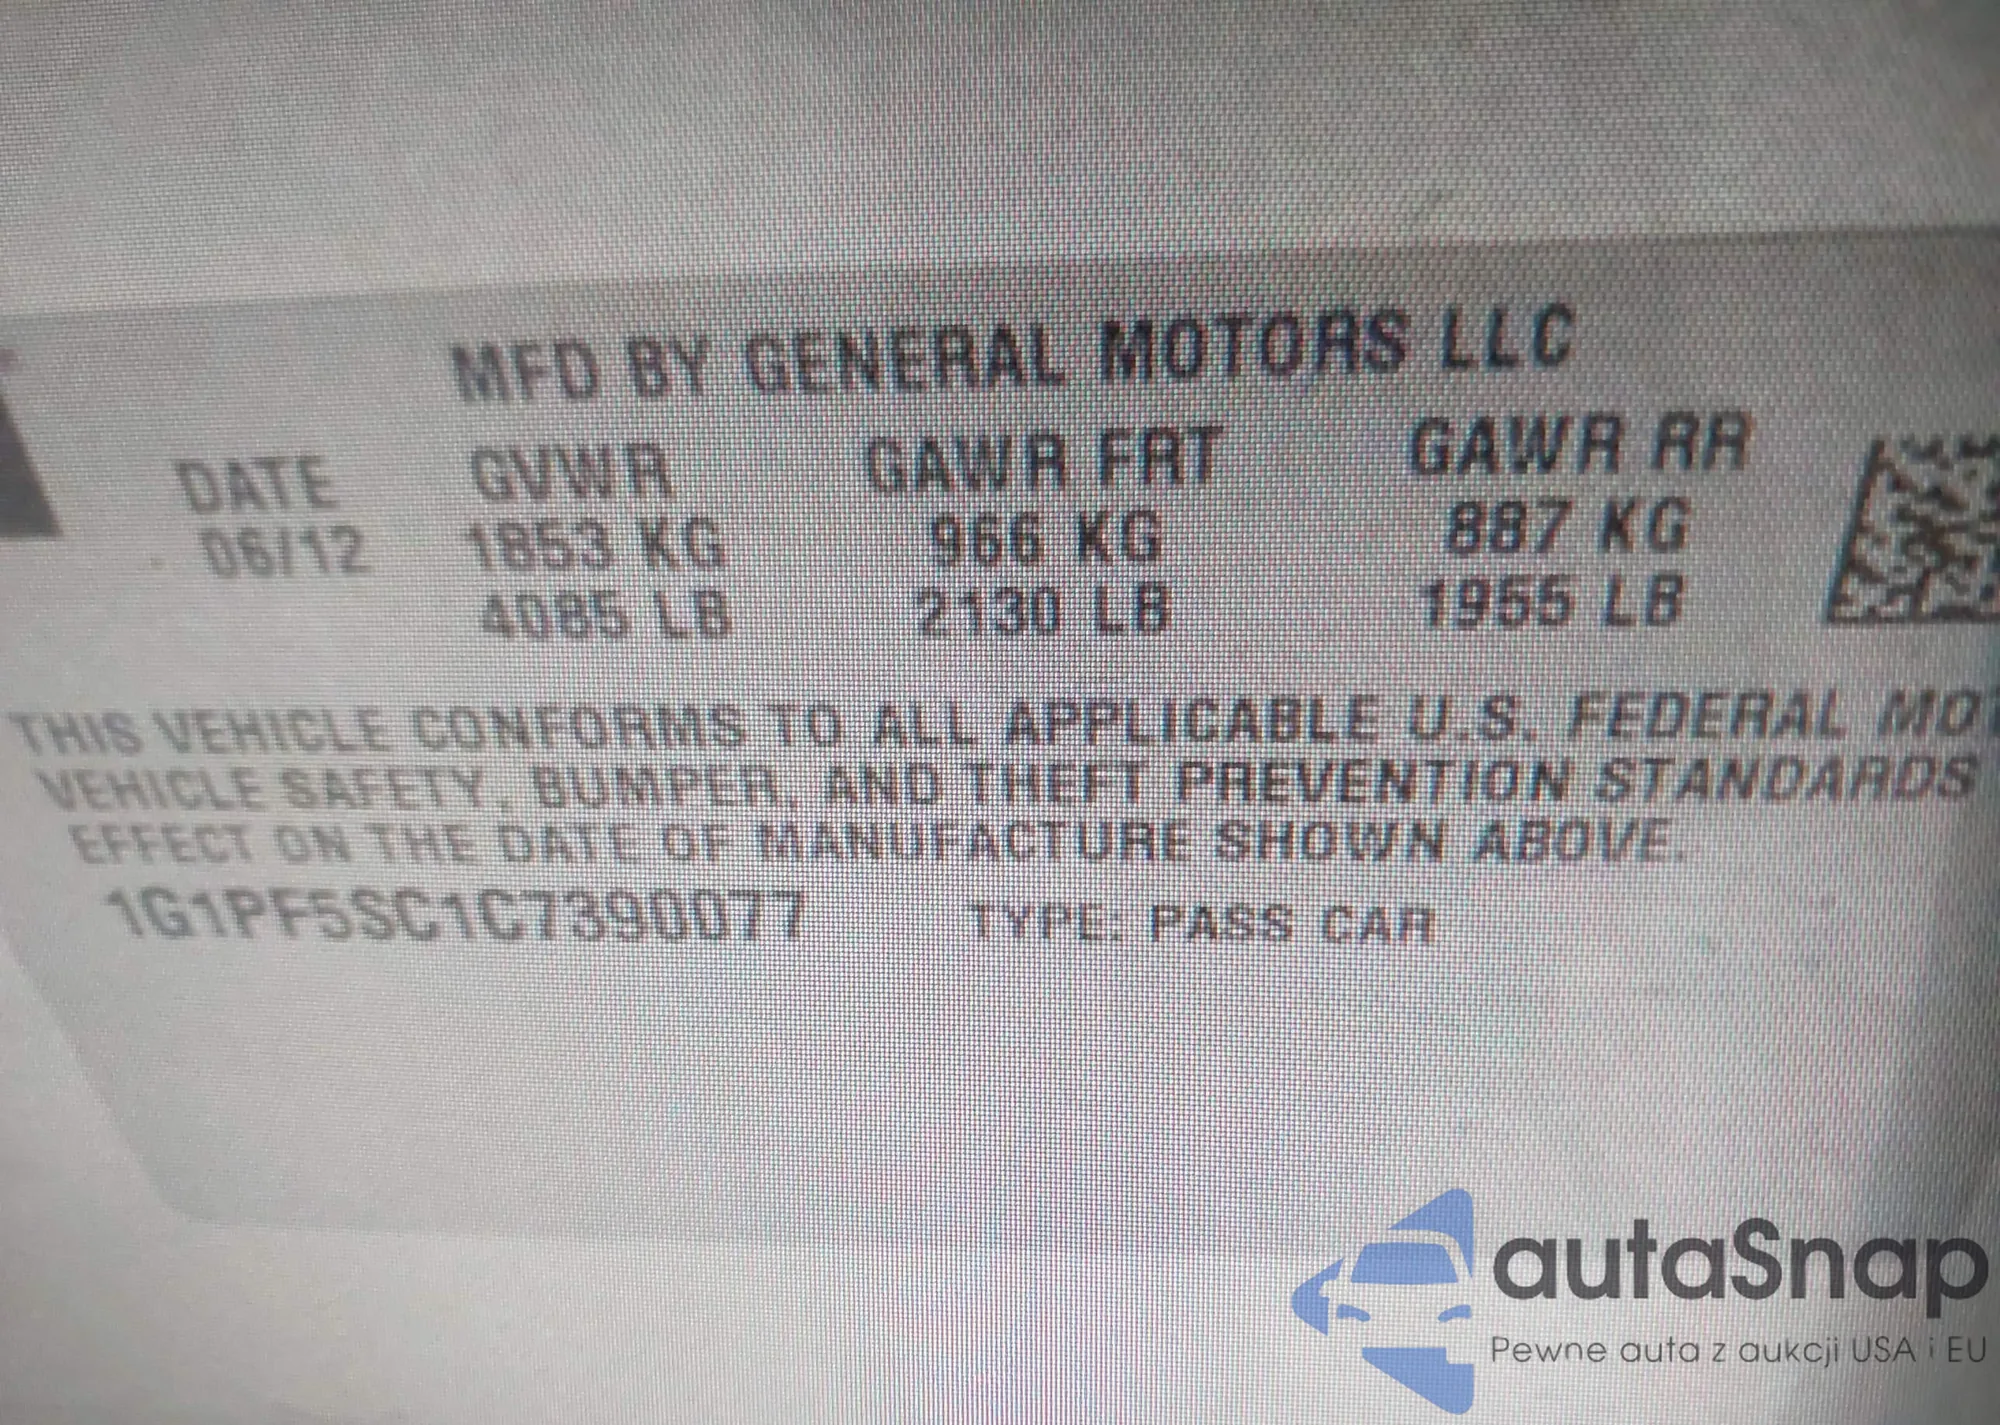 MFD BY GENERAL MOTORS LLC
DATE GVWR GAWR FRT GAWR RR
06/12 1853 KG 966 KG 887 KG
4085 LB 2130 LB 1955 LB
THIS VEHICLE CONFORMS TO ALL APPLICABLE U.S. FEDERAL MO
VEHICLE SAFETY, BUMPER, AND THEFT PREVENTION STANDARDS
EFFECT ON THE DATE OF MANUFACTURE SHOWN ABOVE.
1G1PF5SC1C7390077 TYPE: PASS CAR
autaSnap
Pewne auta z aukcji USA i EU